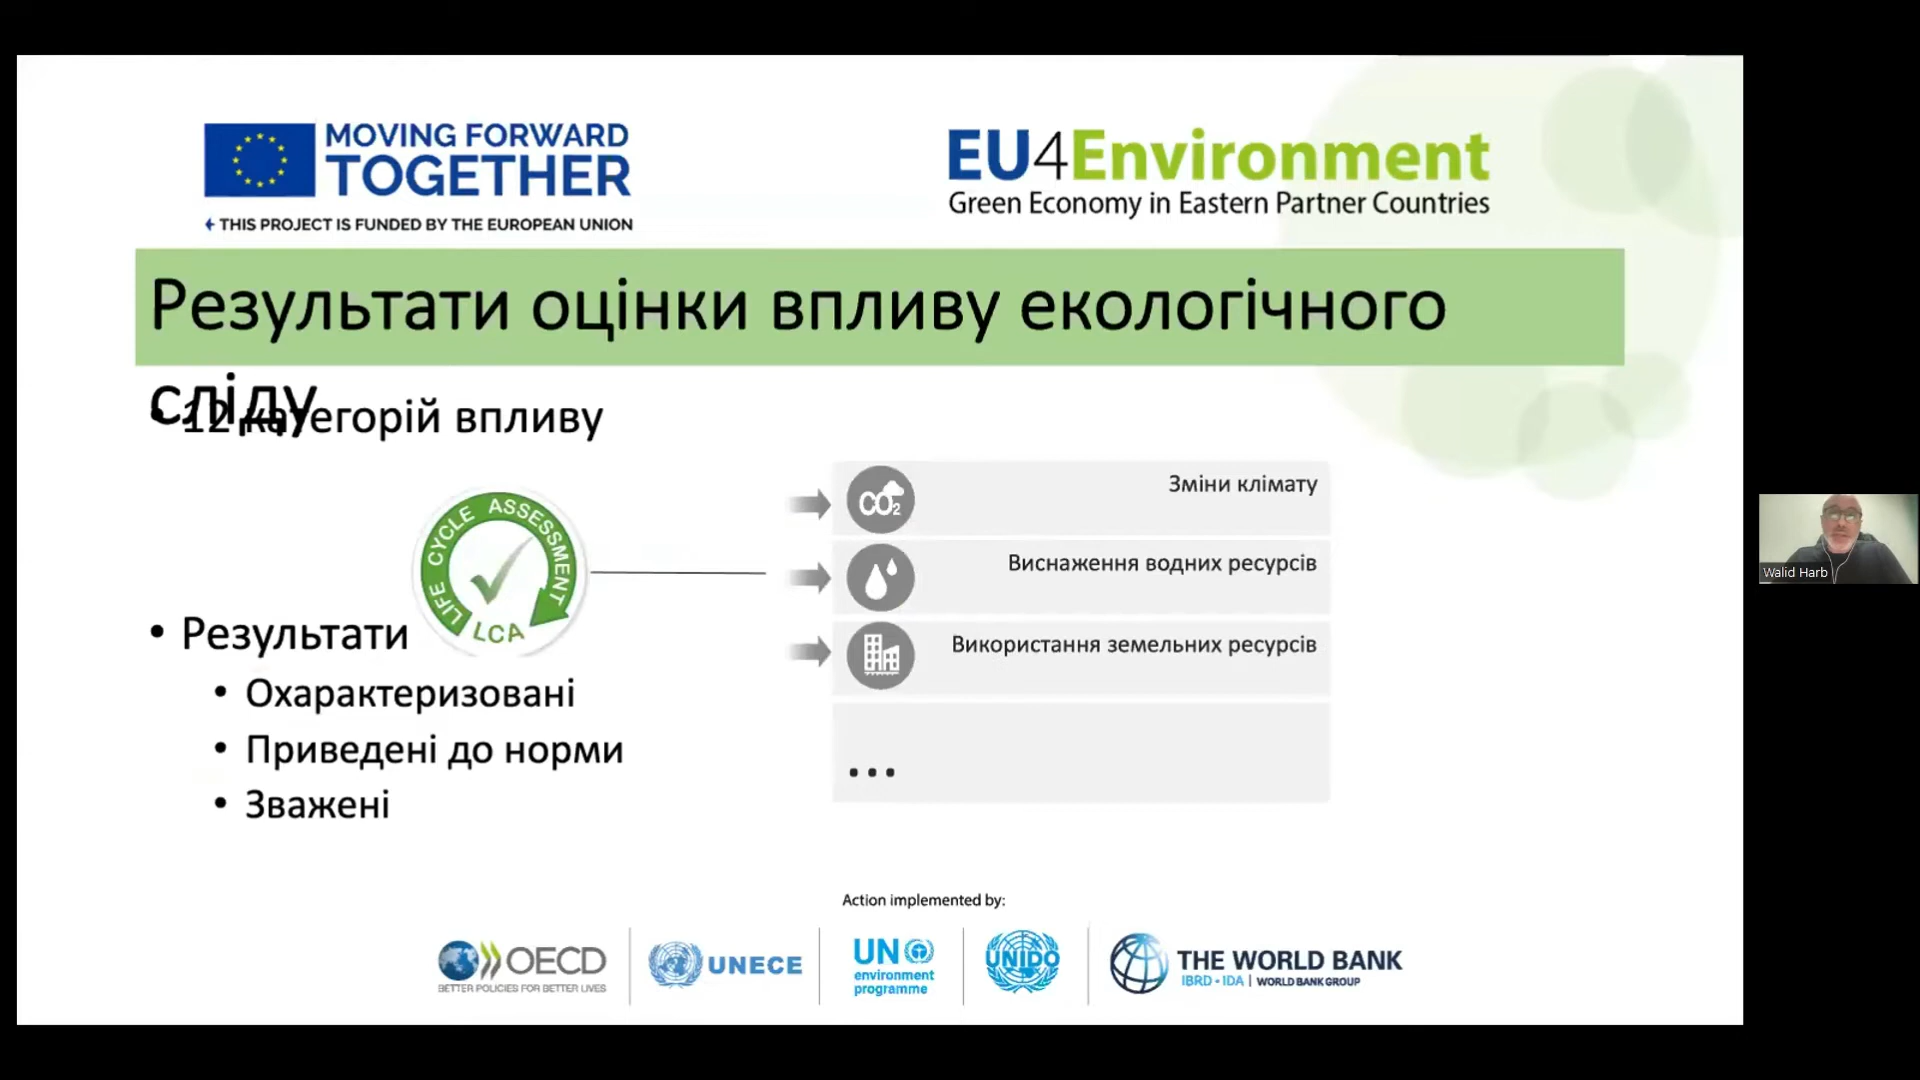 MOVING FORWARD
TOGETHER
THIS PROJECT IS FUNDED BY THE EUROPEAN UNION
EU4Environment
Green Economy in Eastern Partner Countries
Результати оцінки впливу екологічного
сліду
• 12 категорій впливу
LIFE CYCLE ASSESSMENT
LCA
CO2
Зміни клімату
Виснаження водних ресурсів
Використання земельних ресурсів
...
• Результати
• Охарактеризовані
• Приведені до норми
• Зважені
Walid Harb
Action implemented by:
OECD
BETTER POLICIES FOR BETTER LIVES
UNECE
UN
environment
programme
UNIDO
THE WORLD BANK
IBRD • IDA | WORLD BANK GROUP